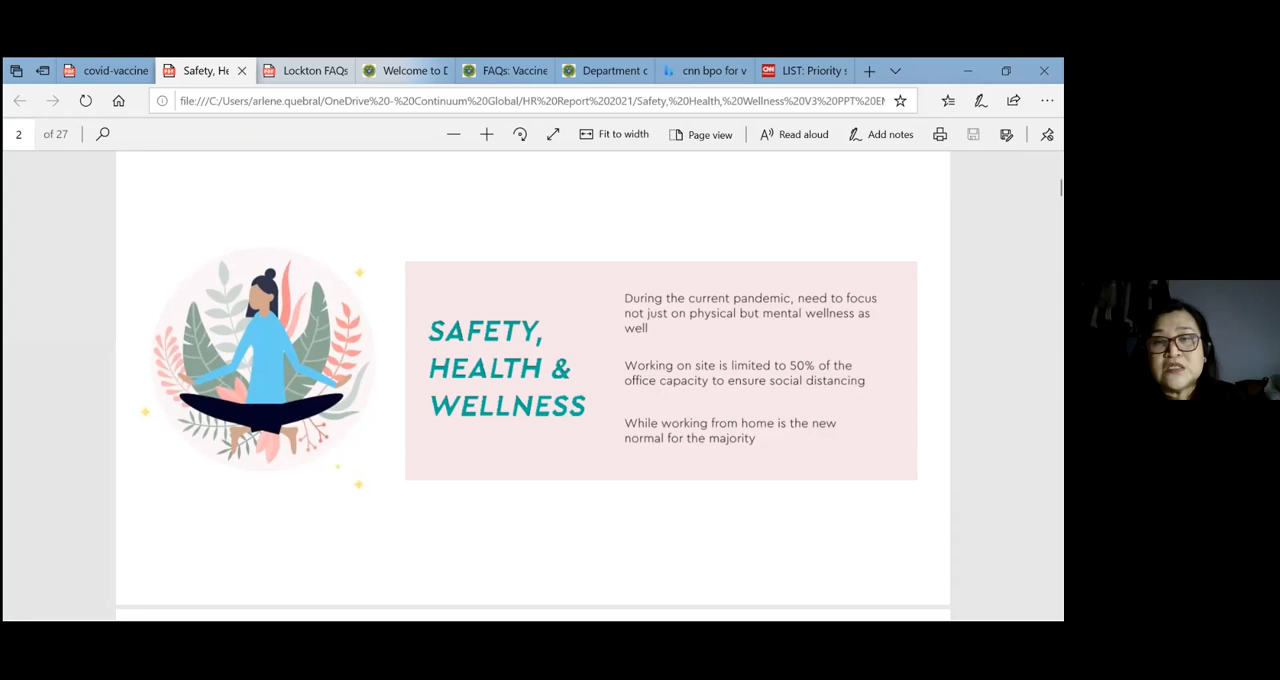 covid-vaccine
Safety, He
Lockton FAQs
Welcome to D
FAQs: Vaccine
Department c
cnn bpo for v
CNN LIST: Priority s
file:///C:/Users/arlene.quebral/OneDrive%20-%20Continuum%20Global/HR%20Report%202021/Safety,%20Health,%20Wellness%20V3%20PPT%20EM
2 of 27
Fit to width
Page view
Read aloud
Add notes
SAFETY,
HEALTH &
WELLNESS
During the current pandemic, need to focus
not just on physical but mental wellness as
well
Working on site is limited to 50% of the
office capacity to ensure social distancing
While working from home is the new
normal for the majority